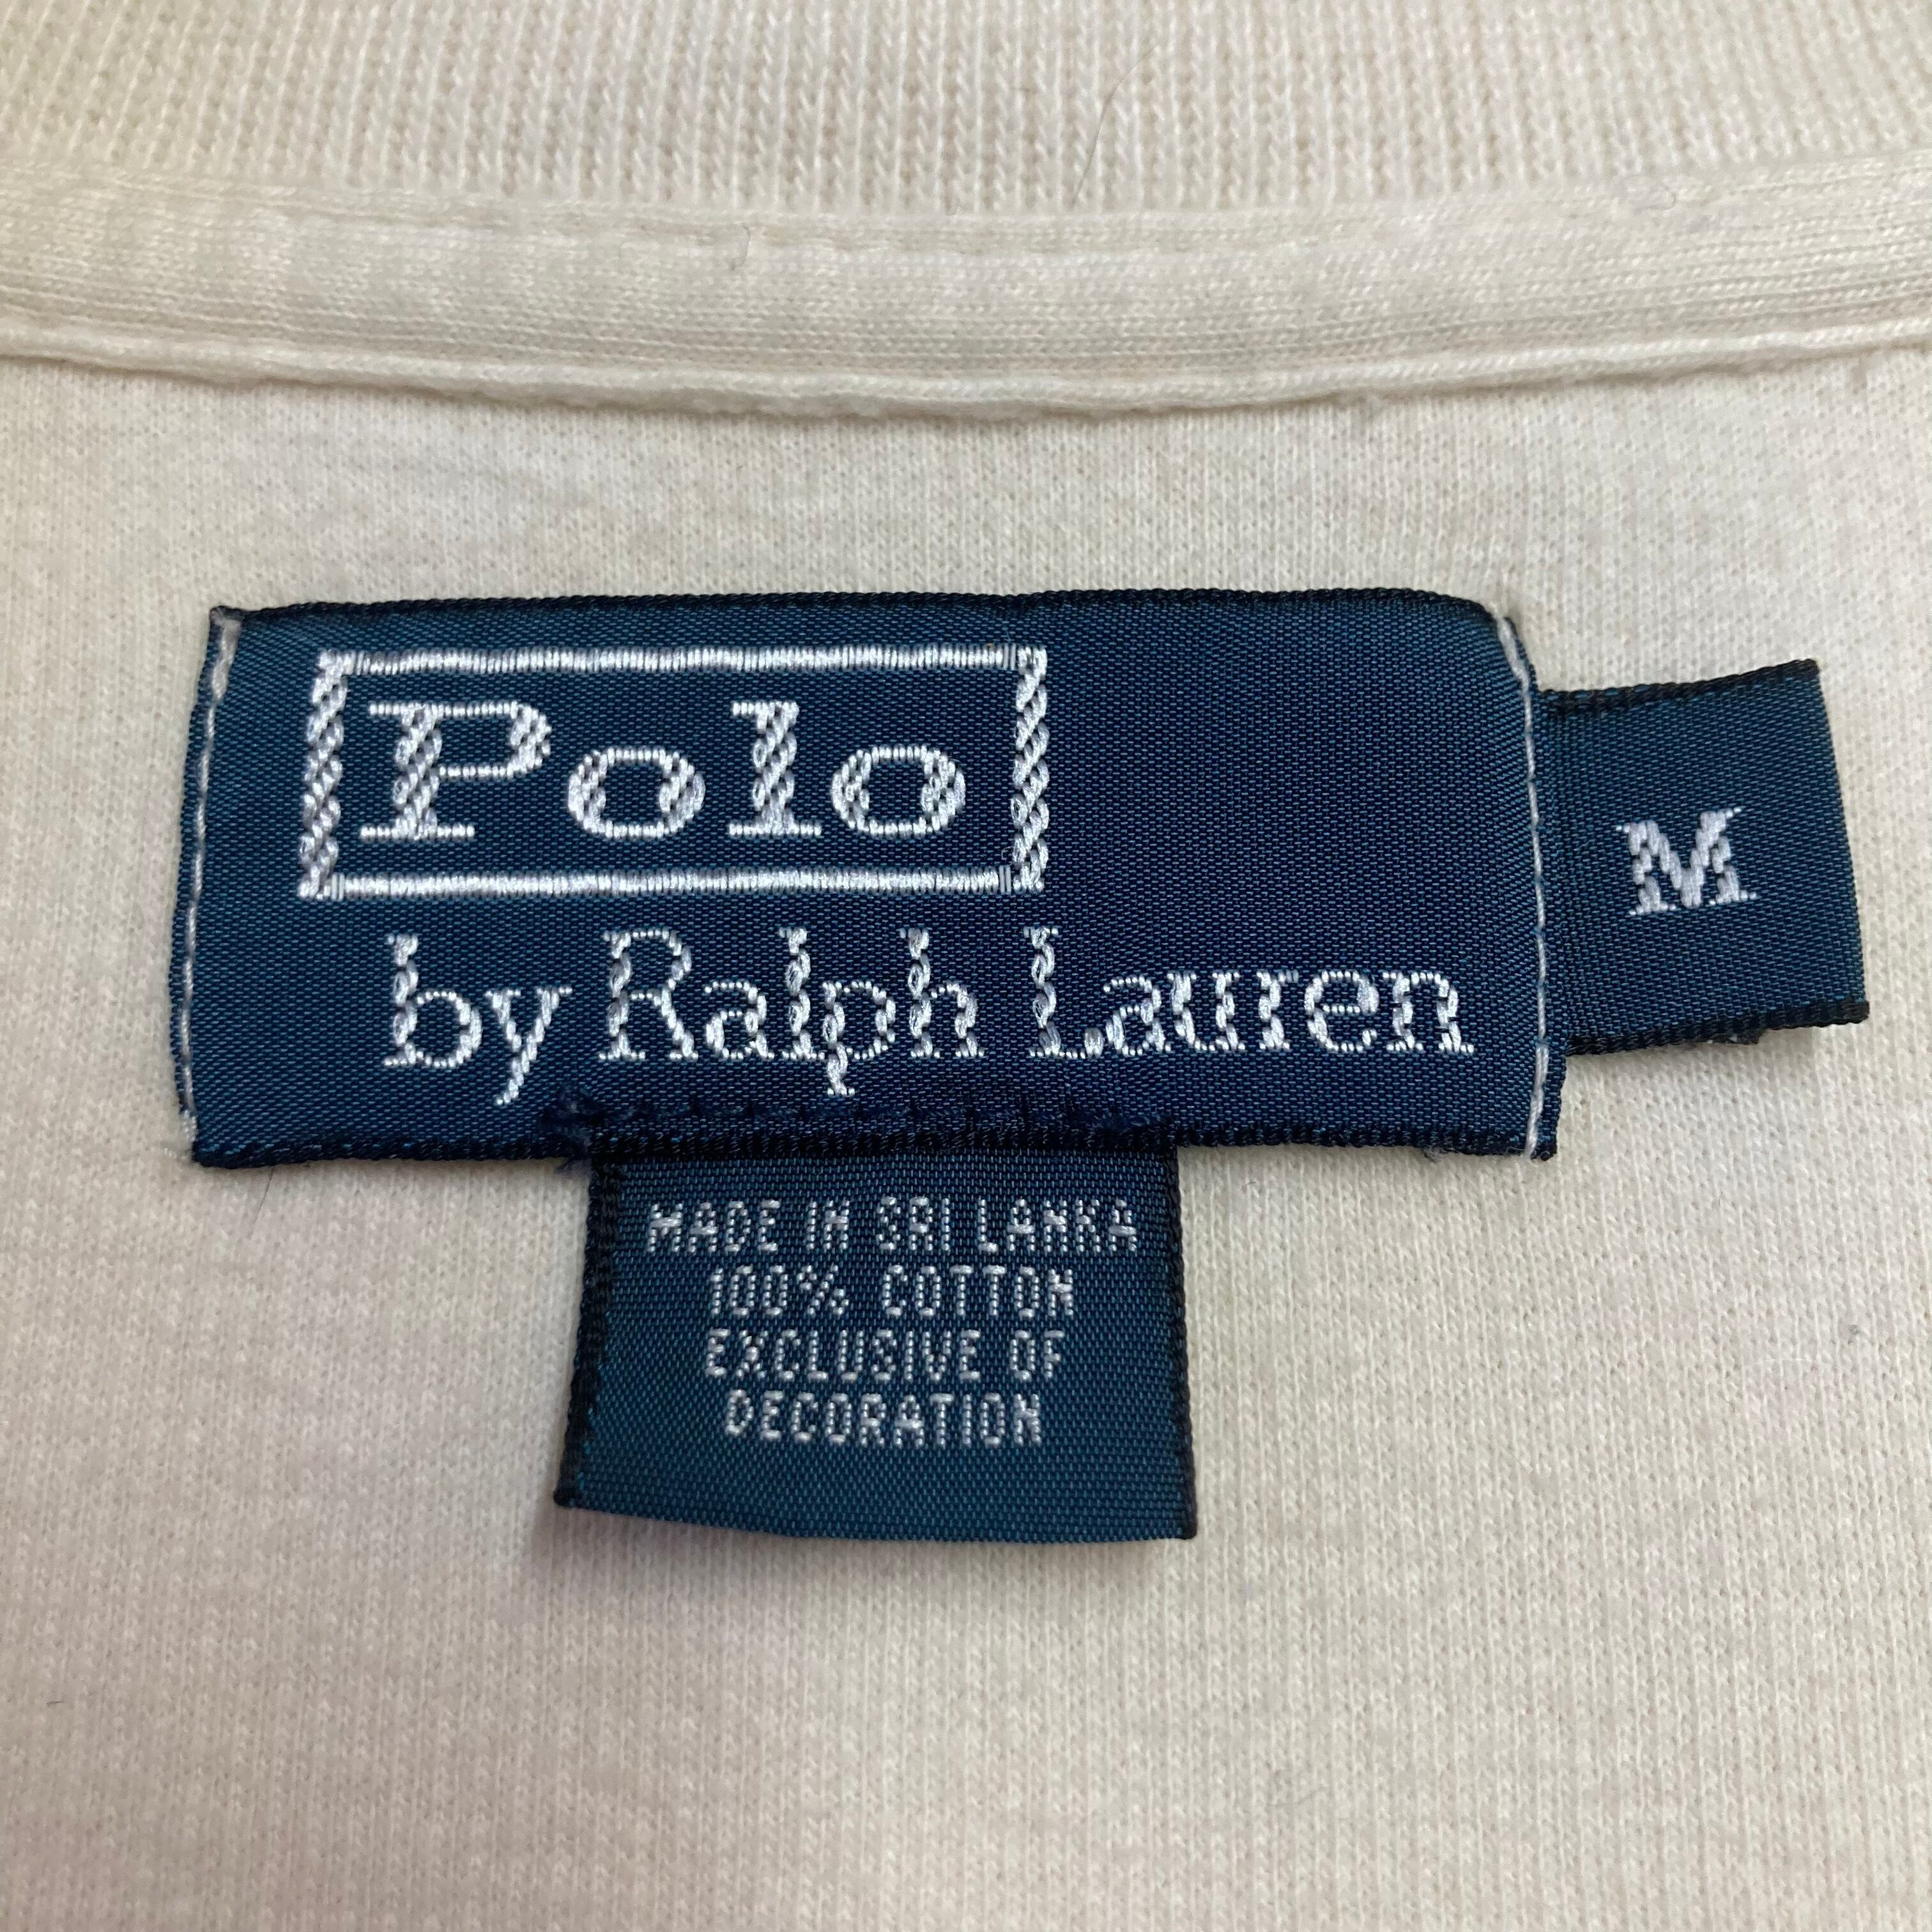 Polo
by Ralph Lauren
M
MADE IN SRI LANKA
100% COTTON
EXCLUSIVE OF
DECORATION